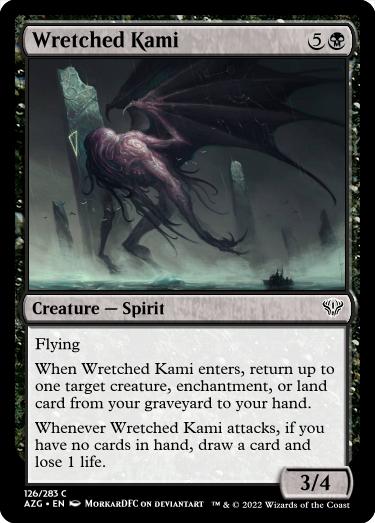 Wretched Kami 5
Creature — Spirit
Flying
When Wretched Kami enters, return up to
one target creature, enchantment, or land
card from your graveyard to your hand.
Whenever Wretched Kami attacks, if you
have no cards in hand, draw a card and
lose 1 life.
3/4
126/283 C
AZG • EN MorkarDFC on deviantart ™ & © 2022 Wizards of the Coast